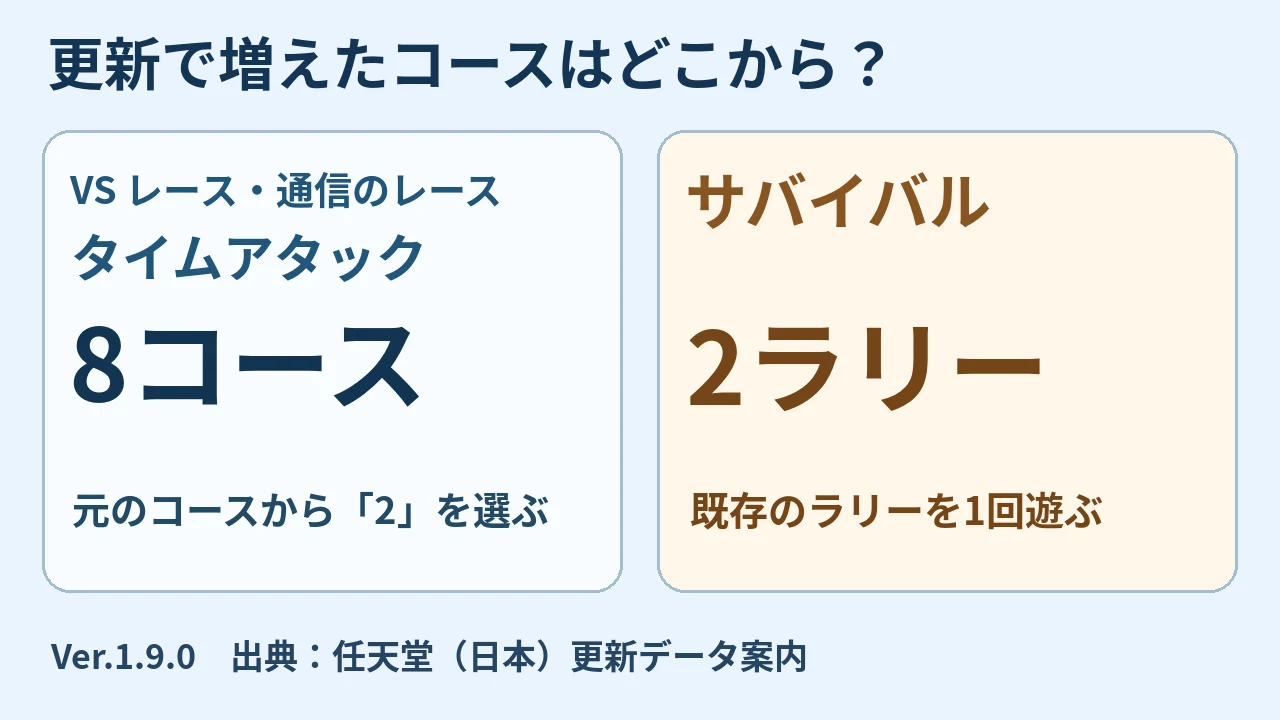 更新で増えたコースはどこから？
VS レース・通信のレース
タイムアタック
8コース
元のコースから「2」を選ぶ
サバイバル
2ラリー
既存のラリーを1回遊ぶ
Ver.1.9.0　出典：任天堂（日本）更新データ案内